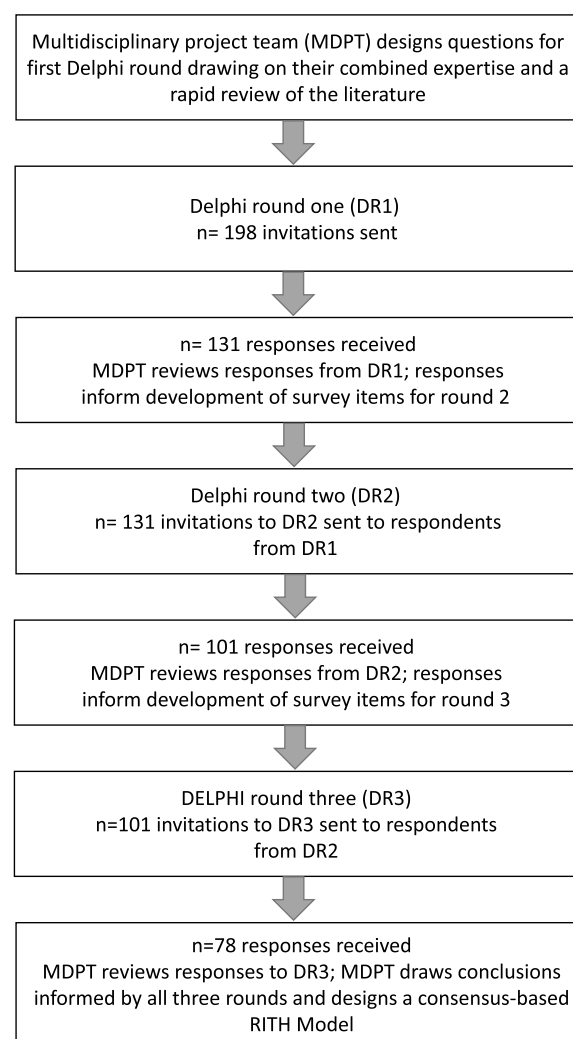 Multidisciplinary project team (MDPT) designs questions for
first Delphi round drawing on their combined expertise and a
rapid review of the literature
Delphi round one (DR1)
n= 198 invitations sent
n= 131 responses received
MDPT reviews responses from DR1; responses
inform development of survey items for round 2
Delphi round two (DR2)
n= 131 invitations to DR2 sent to respondents
from DR1
n= 101 responses received
MDPT reviews responses from DR2; responses
inform development of survey items for round 3
DELPHI round three (DR3)
n=101 invitations to DR3 sent to respondents
from DR2
n=78 responses received
MDPT reviews responses to DR3; MDPT draws conclusions
informed by all three rounds and designs a consensus-based
RITH Model